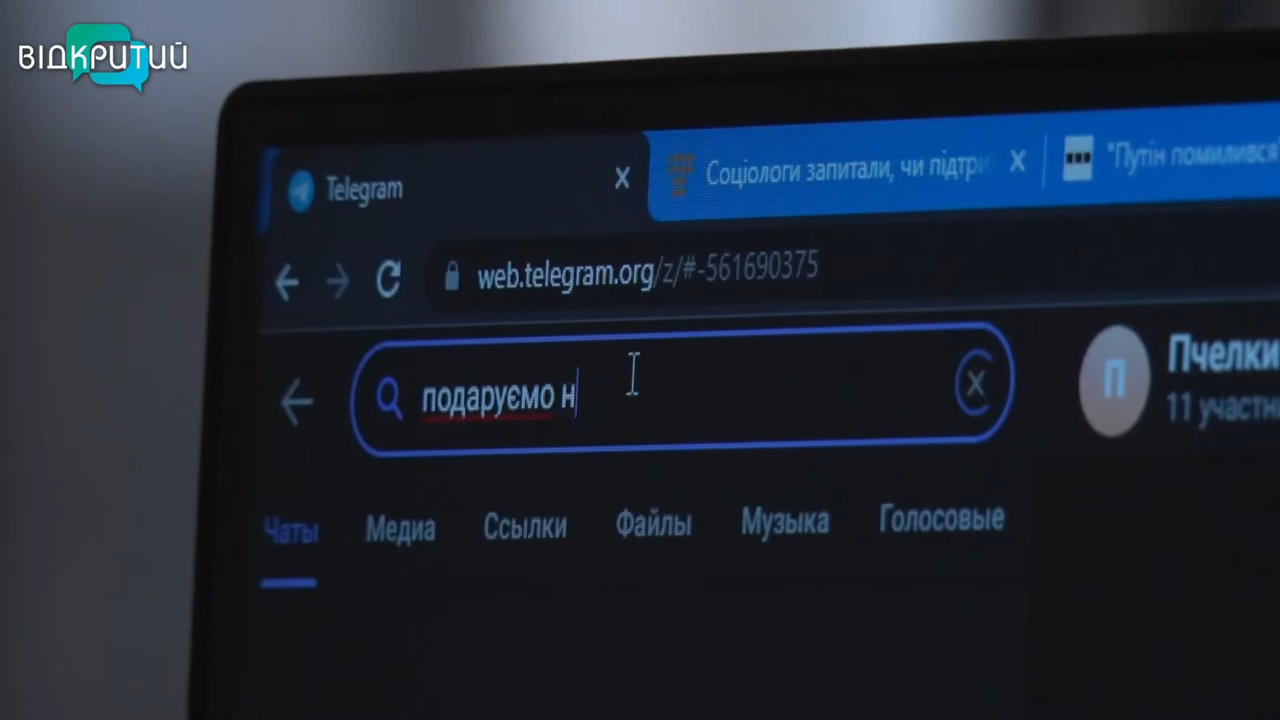 ВІДКРИТИЙ
Telegram
Соціологи запитали, чи підтри
"Путін помилився
web.telegram.org/z/#-561690375
подаруємо н
П
Пчелки
11 участн
Чаты
Медиа
Ссылки
Файлы
Музыка
Голосовые